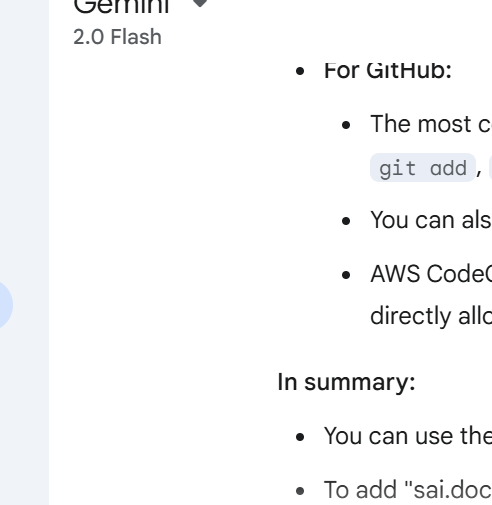 Gemini
2.0 Flash
For GitHub:
The most c
git add,
You can als
AWS CodeC
directly allo
In summary:
You can use the
To add "sai.doc